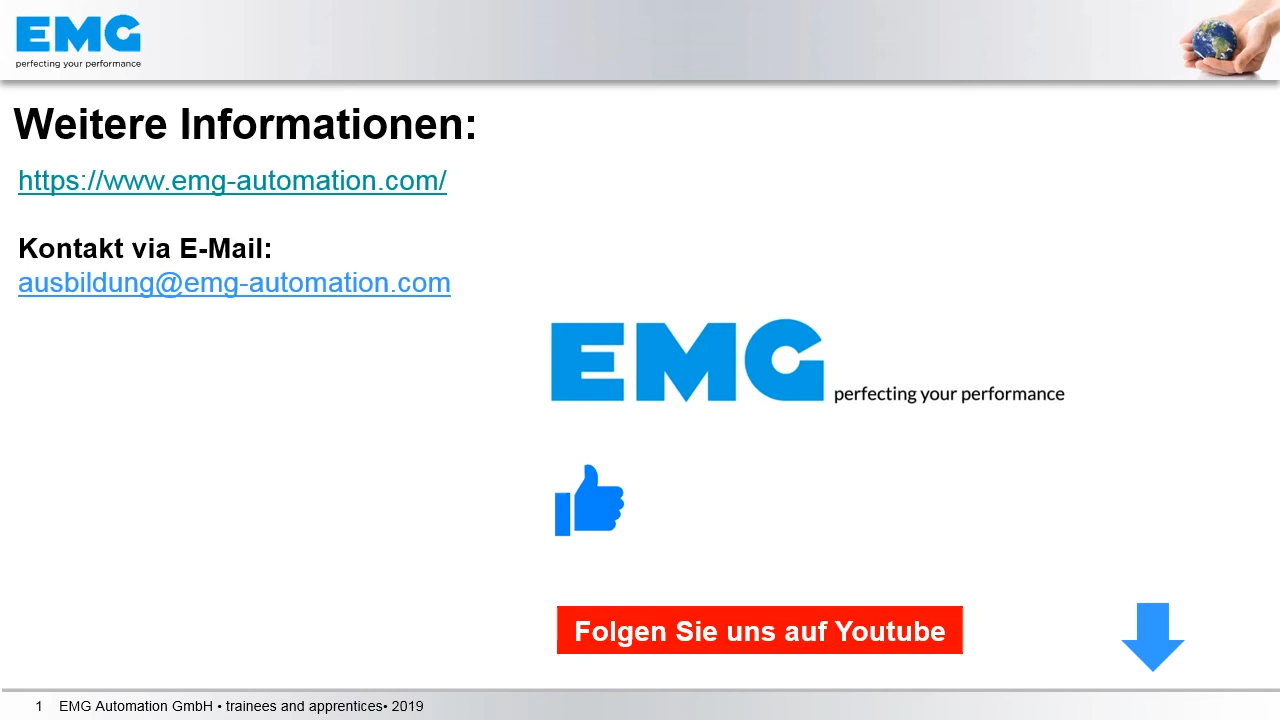 EMG
perfecting your performance
Weitere Informationen:
https://www.emg-automation.com/
Kontakt via E-Mail:
ausbildung@emg-automation.com
EMG perfecting your performance
Folgen Sie uns auf Youtube
1 EMG Automation GmbH • trainees and apprentices• 2019